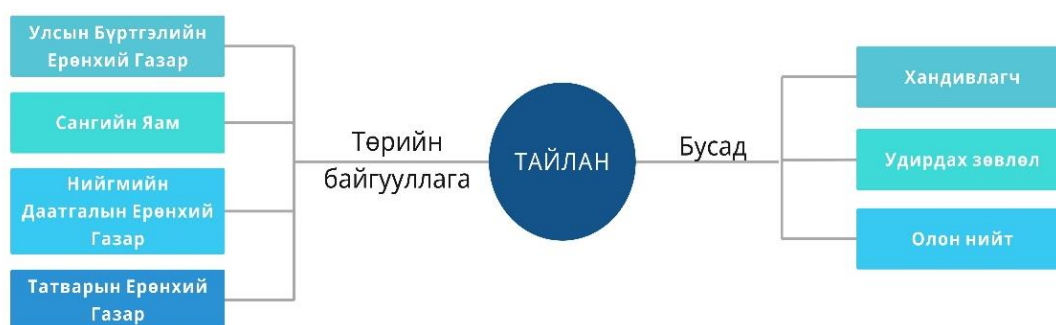 Улсын Бүртгэлийн
Ерөнхий Газар
Сангийн Яам
Нийгмийн
Даатгалын Ерөнхий
Газар
Татварын Ерөнхий
Газар
Төрийн
байгууллага
ТАЙЛАН
Бусад
Хандивлагч
Удирдах зөвлөл
Олон нийт